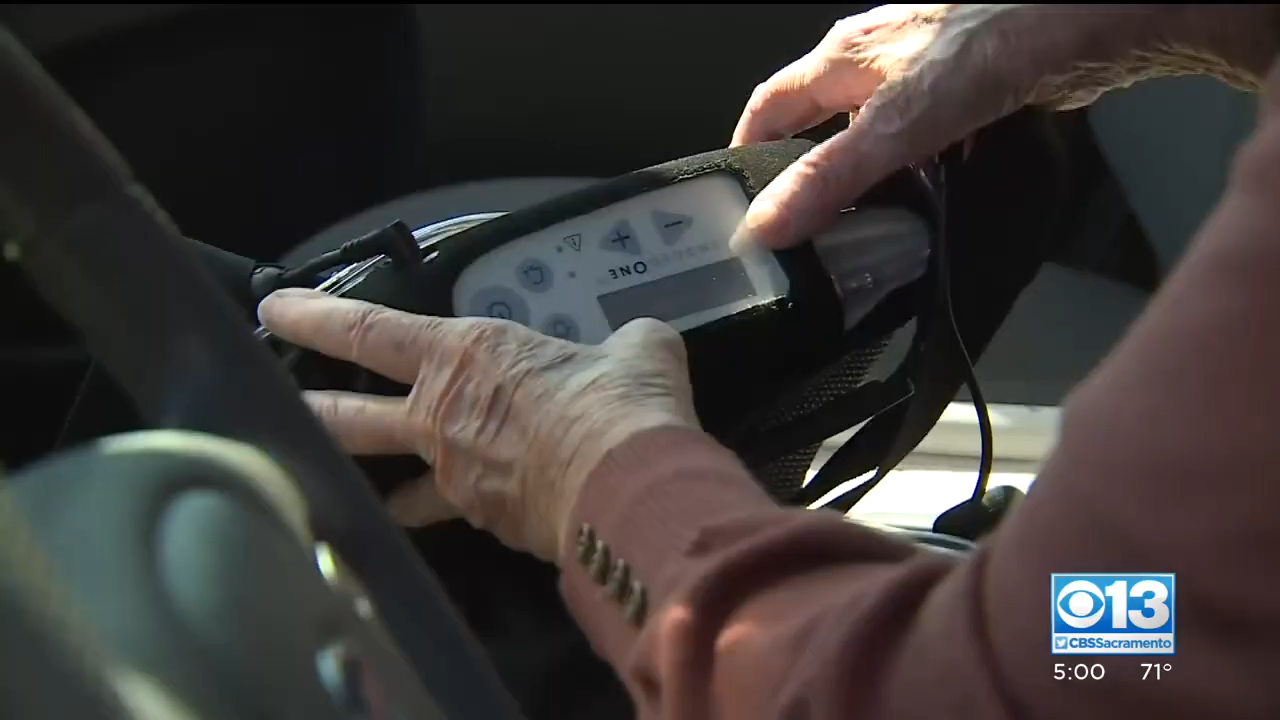 ONE
+
−
13
CBSSacramento
5:00 71°